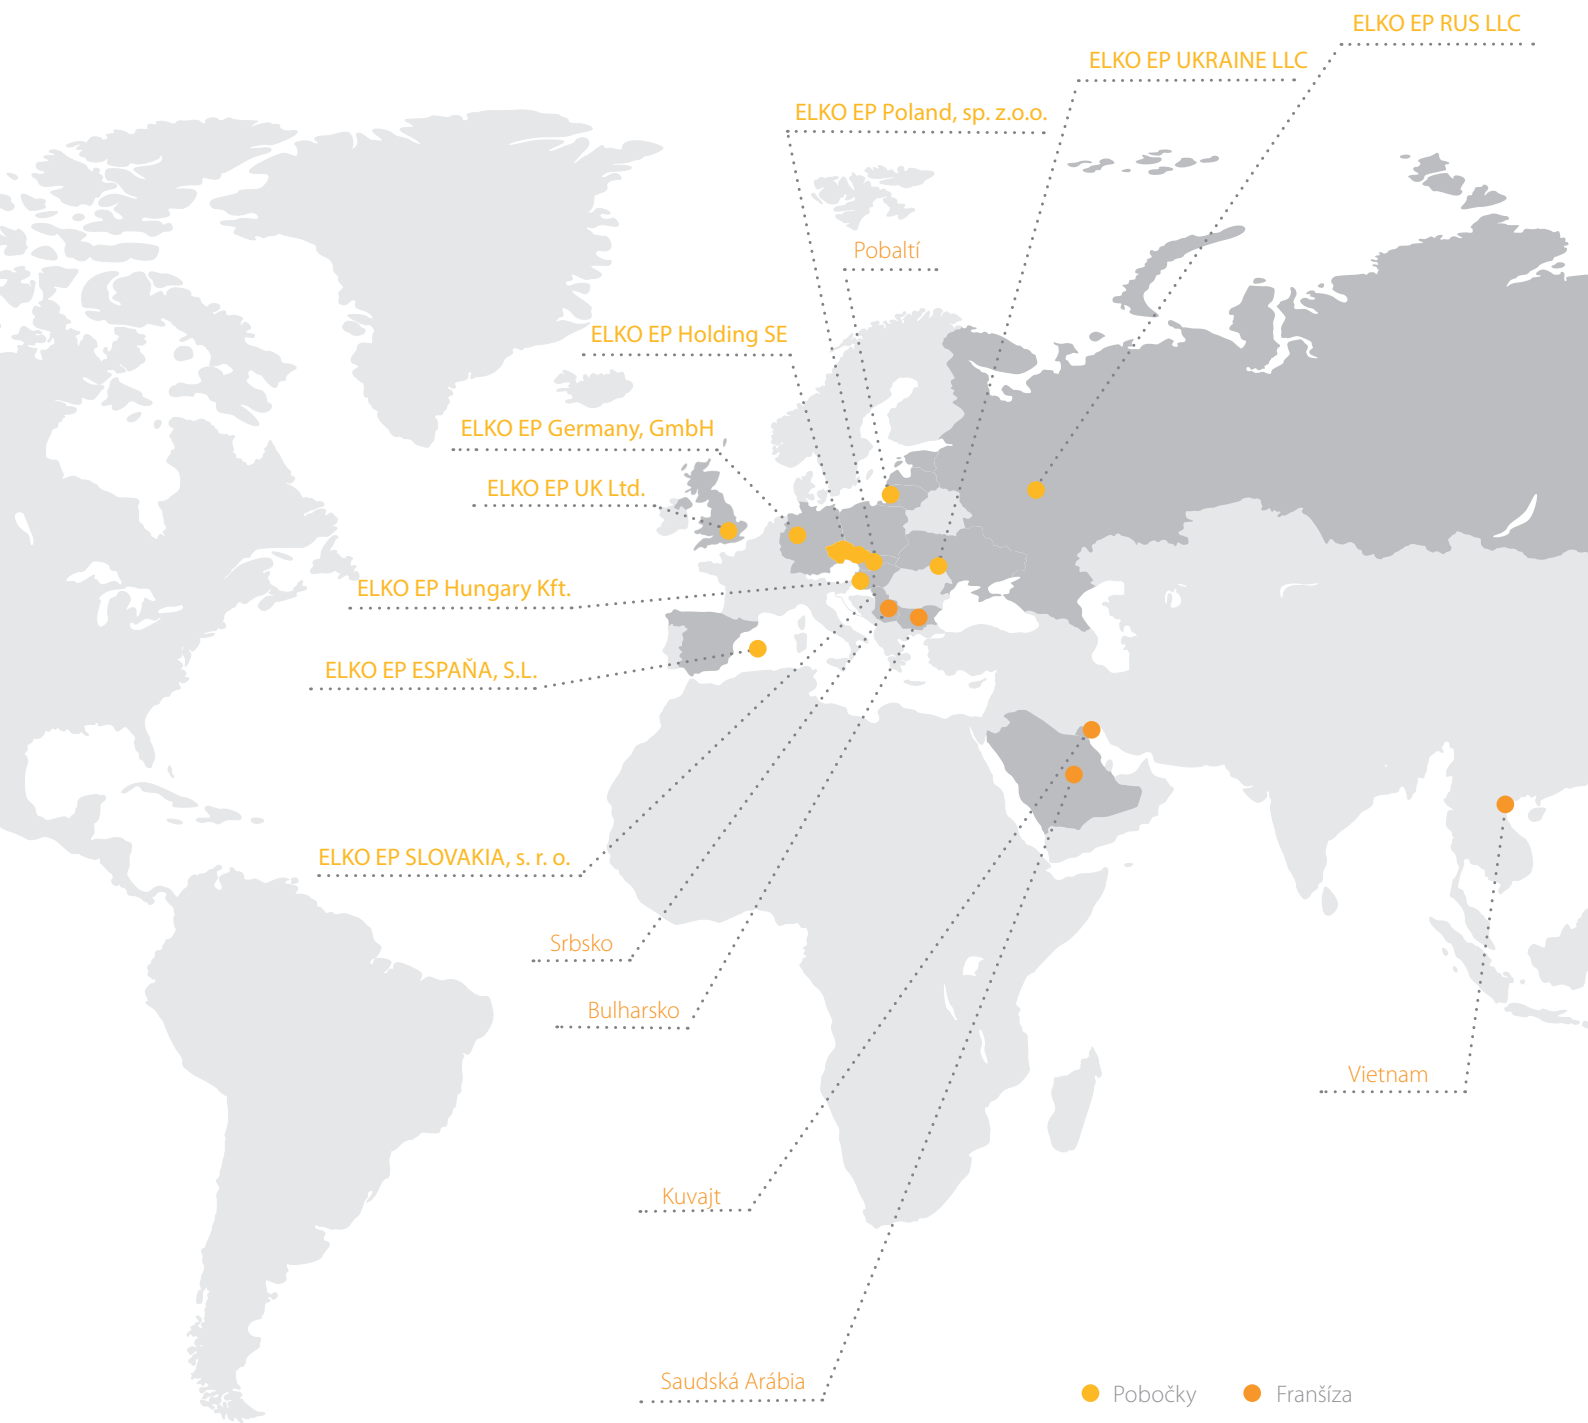 ELKO EP RUS LLC
ELKO EP UKRAINE LLC
ELKO EP Poland, sp. z.o.o.
Pobaltí
ELKO EP Holding SE
ELKO EP Germany, GmbH
ELKO EP UK Ltd.
ELKO EP Hungary Kft.
ELKO EP ESPAŇA, S.L.
ELKO EP SLOVAKIA, s. r. o.
Srbsko
Bulharsko
Vietnam
Kuvajt
Saudská Arábia
Pobočky
Franšíza